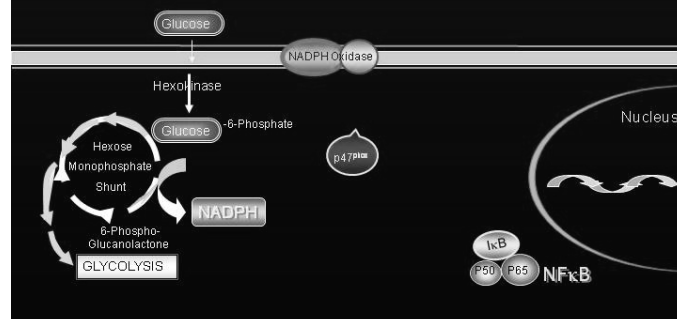 Glucose
NADPH Oxidase
Hexokinase
Glucose -6-Phosphate
Nucleus
Hexose
Monophosphate
Shunt
p47phox
NADPH
6-Phospho-
Glucanolactone
GLYCOLYSIS
IκB
P50 P65 NFκB